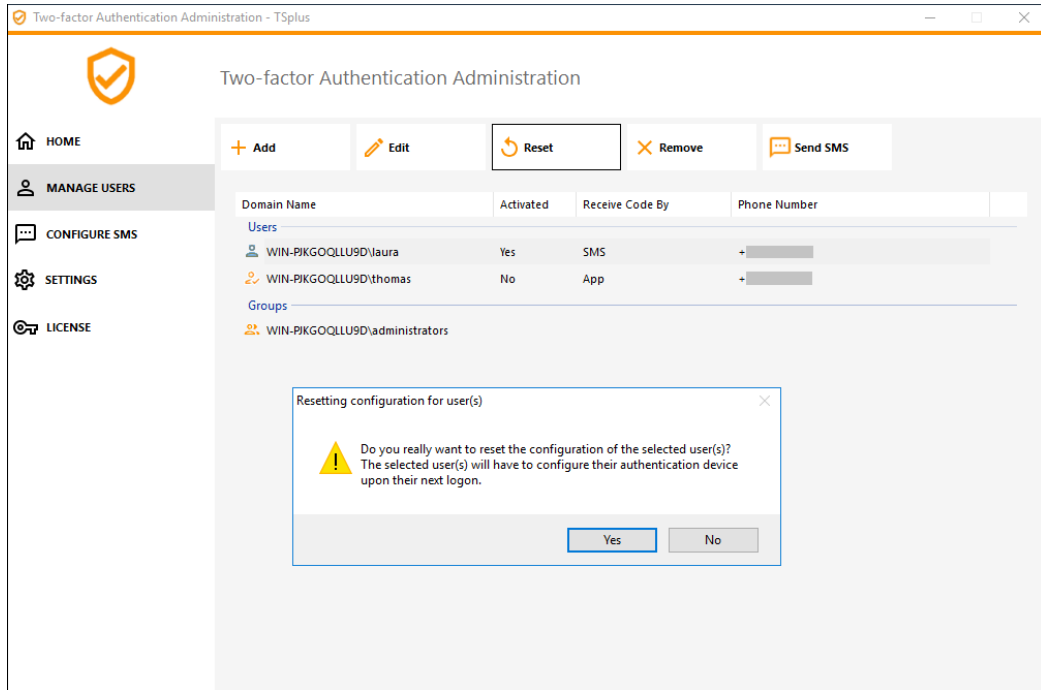 Two-factor Authentication Administration - TSplus
Two-factor Authentication Administration
HOME
MANAGE USERS
CONFIGURE SMS
SETTINGS
LICENSE
Add Edit Reset Remove Send SMS
Domain Name Activated Receive Code By Phone Number
Users
WIN-PJKGOQLLU9D\laura Yes SMS +
WIN-PJKGOQLLU9D\thomas No App +
Groups
WIN-PJKGOQLLU9D\administrators
Resetting configuration for user(s)
Do you really want to reset the configuration of the selected user(s)?
The selected user(s) will have to configure their authentication device
upon their next logon.
Yes No